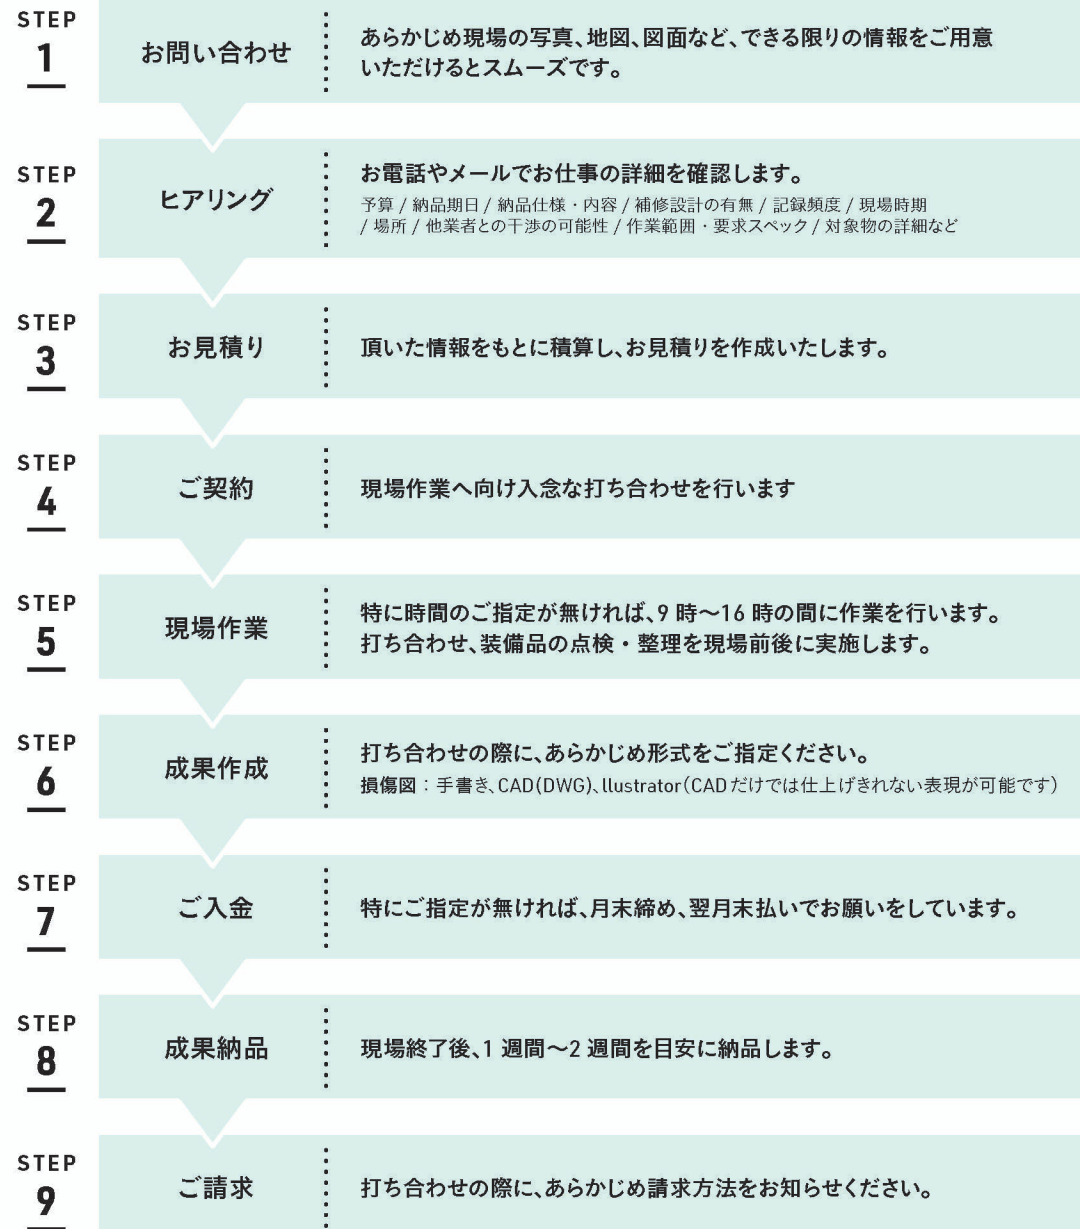 STEP
1
お問い合わせ
あらかじめ現場の写真、地図、図面など、できる限りの情報をご用意
いただけるとスムーズです。
STEP
2
ヒアリング
お電話やメールでお仕事の詳細を確認します。
予算 / 納品期日 / 納品仕様・内容 / 補修設計の有無 / 記録頻度 / 現場時期
/ 場所 / 他業者との干渉の可能性 / 作業範囲・要求スペック / 対象物の詳細など
STEP
3
お見積り
頂いた情報をもとに積算し、お見積りを作成いたします。
STEP
4
ご契約
現場作業へ向け入念な打ち合わせを行います
STEP
5
現場作業
特に時間のご指定が無ければ、9 時〜16 時の間に作業を行います。
打ち合わせ、装備品の点検・整理を現場前後に実施します。
STEP
6
成果作成
打ち合わせの際に、あらかじめ形式をご指定ください。
損傷図：手書き、CAD(DWG)、llustrator（CADだけでは仕上げきれない表現が可能です）
STEP
7
ご入金
特にご指定が無ければ、月末締め、翌月末払いでお願いをしています。
STEP
8
成果納品
現場終了後、1 週間〜2 週間を目安に納品します。
STEP
9
ご請求
打ち合わせの際に、あらかじめ請求方法をお知らせください。